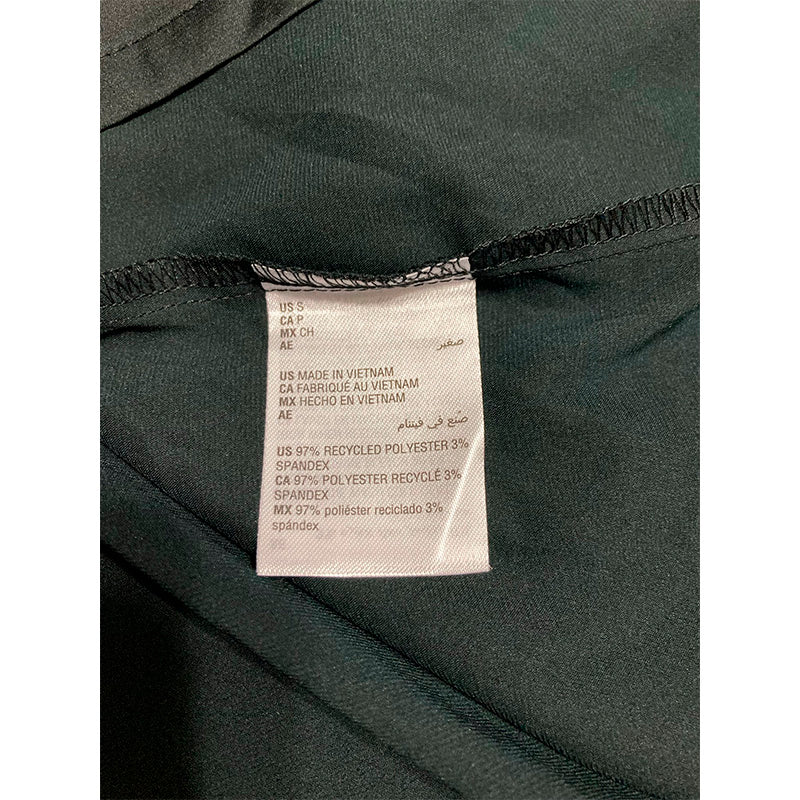 US S
CA P
MX CH
AE صغير
US MADE IN VIETNAM
CA FABRIQUÉ AU VIETNAM
MX HECHO EN VIETNAM
AE
صُنع في فيتنام
US 97% RECYCLED POLYESTER 3%
SPANDEX
CA 97% POLYESTER RECYCLÉ 3%
SPANDEX
MX 97% poliéster reciclado 3%
spándex